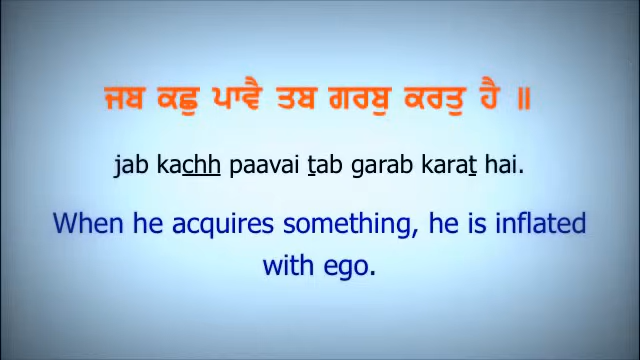 ਜਬ ਕਛੁ ਪਾਵੈ ਤਬ ਗਰਬੁ ਕਰਤੁ ਹੈ ॥
jab kachh paavai tab garab karat hai.
When he acquires something, he is inflated
with ego.